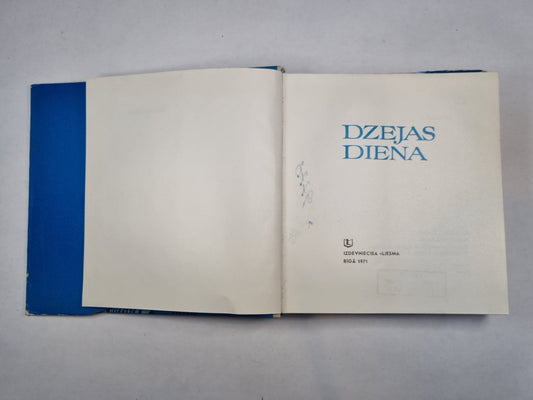 DZEJAS
DIENA
IZDEVNIECĪBA «LIESMA
RĪGĀ 1971